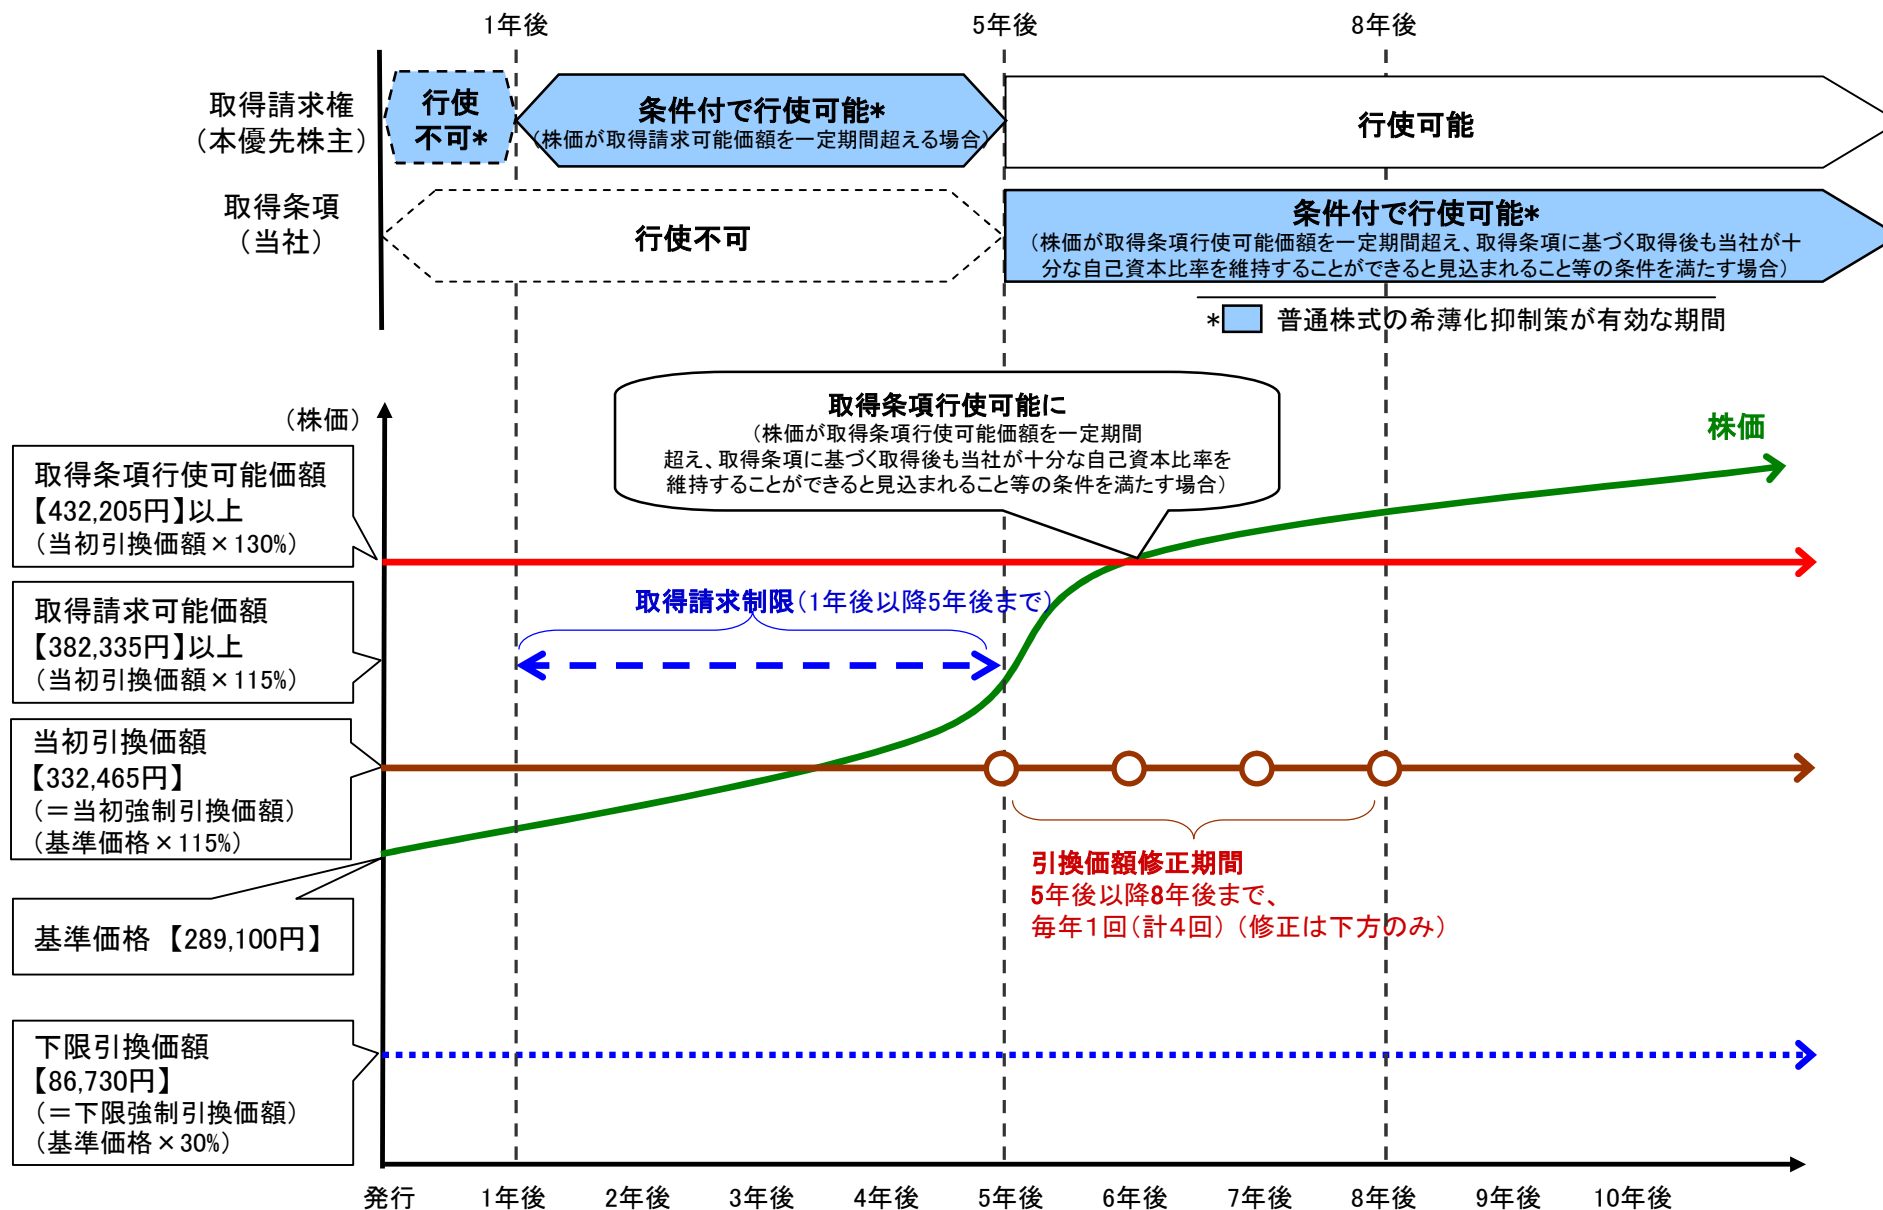 1年後
5年後
8年後
取得請求権
（本優先株主）
行使
不可*
条件付で行使可能*
（株価が取得請求可能価額を一定期間超える場合）
行使可能
取得条項
（当社）
行使不可
条件付で行使可能*
（株価が取得条項行使可能価額を一定期間超え、取得条項に基づく取得後も当社が十
分な自己資本比率を維持することができると見込まれること等の条件を満たす場合）
* 普通株式の希薄化抑制策が有効な期間
（株価）
取得条項行使可能に
（株価が取得条項行使可能価額を一定期間
超え、取得条項に基づく取得後も当社が十分な自己資本比率を
維持することができると見込まれること等の条件を満たす場合）
株価
取得条項行使可能価額
【432,205円】以上
（当初引換価額×130%）
取得請求制限（1年後以降5年後まで）
取得請求可能価額
【382,335円】以上
（当初引換価額×115%）
当初引換価額
【332,465円】
（＝当初強制引換価額）
（基準価格×115%）
引換価額修正期間
5年後以降8年後まで、
毎年１回（計４回）（修正は下方のみ）
基準価格 【289,100円】
下限引換価額
【86,730円】
（＝下限強制引換価額）
（基準価格×30%）
発行
1年後
2年後
3年後
4年後
5年後
6年後
7年後
8年後
9年後
10年後